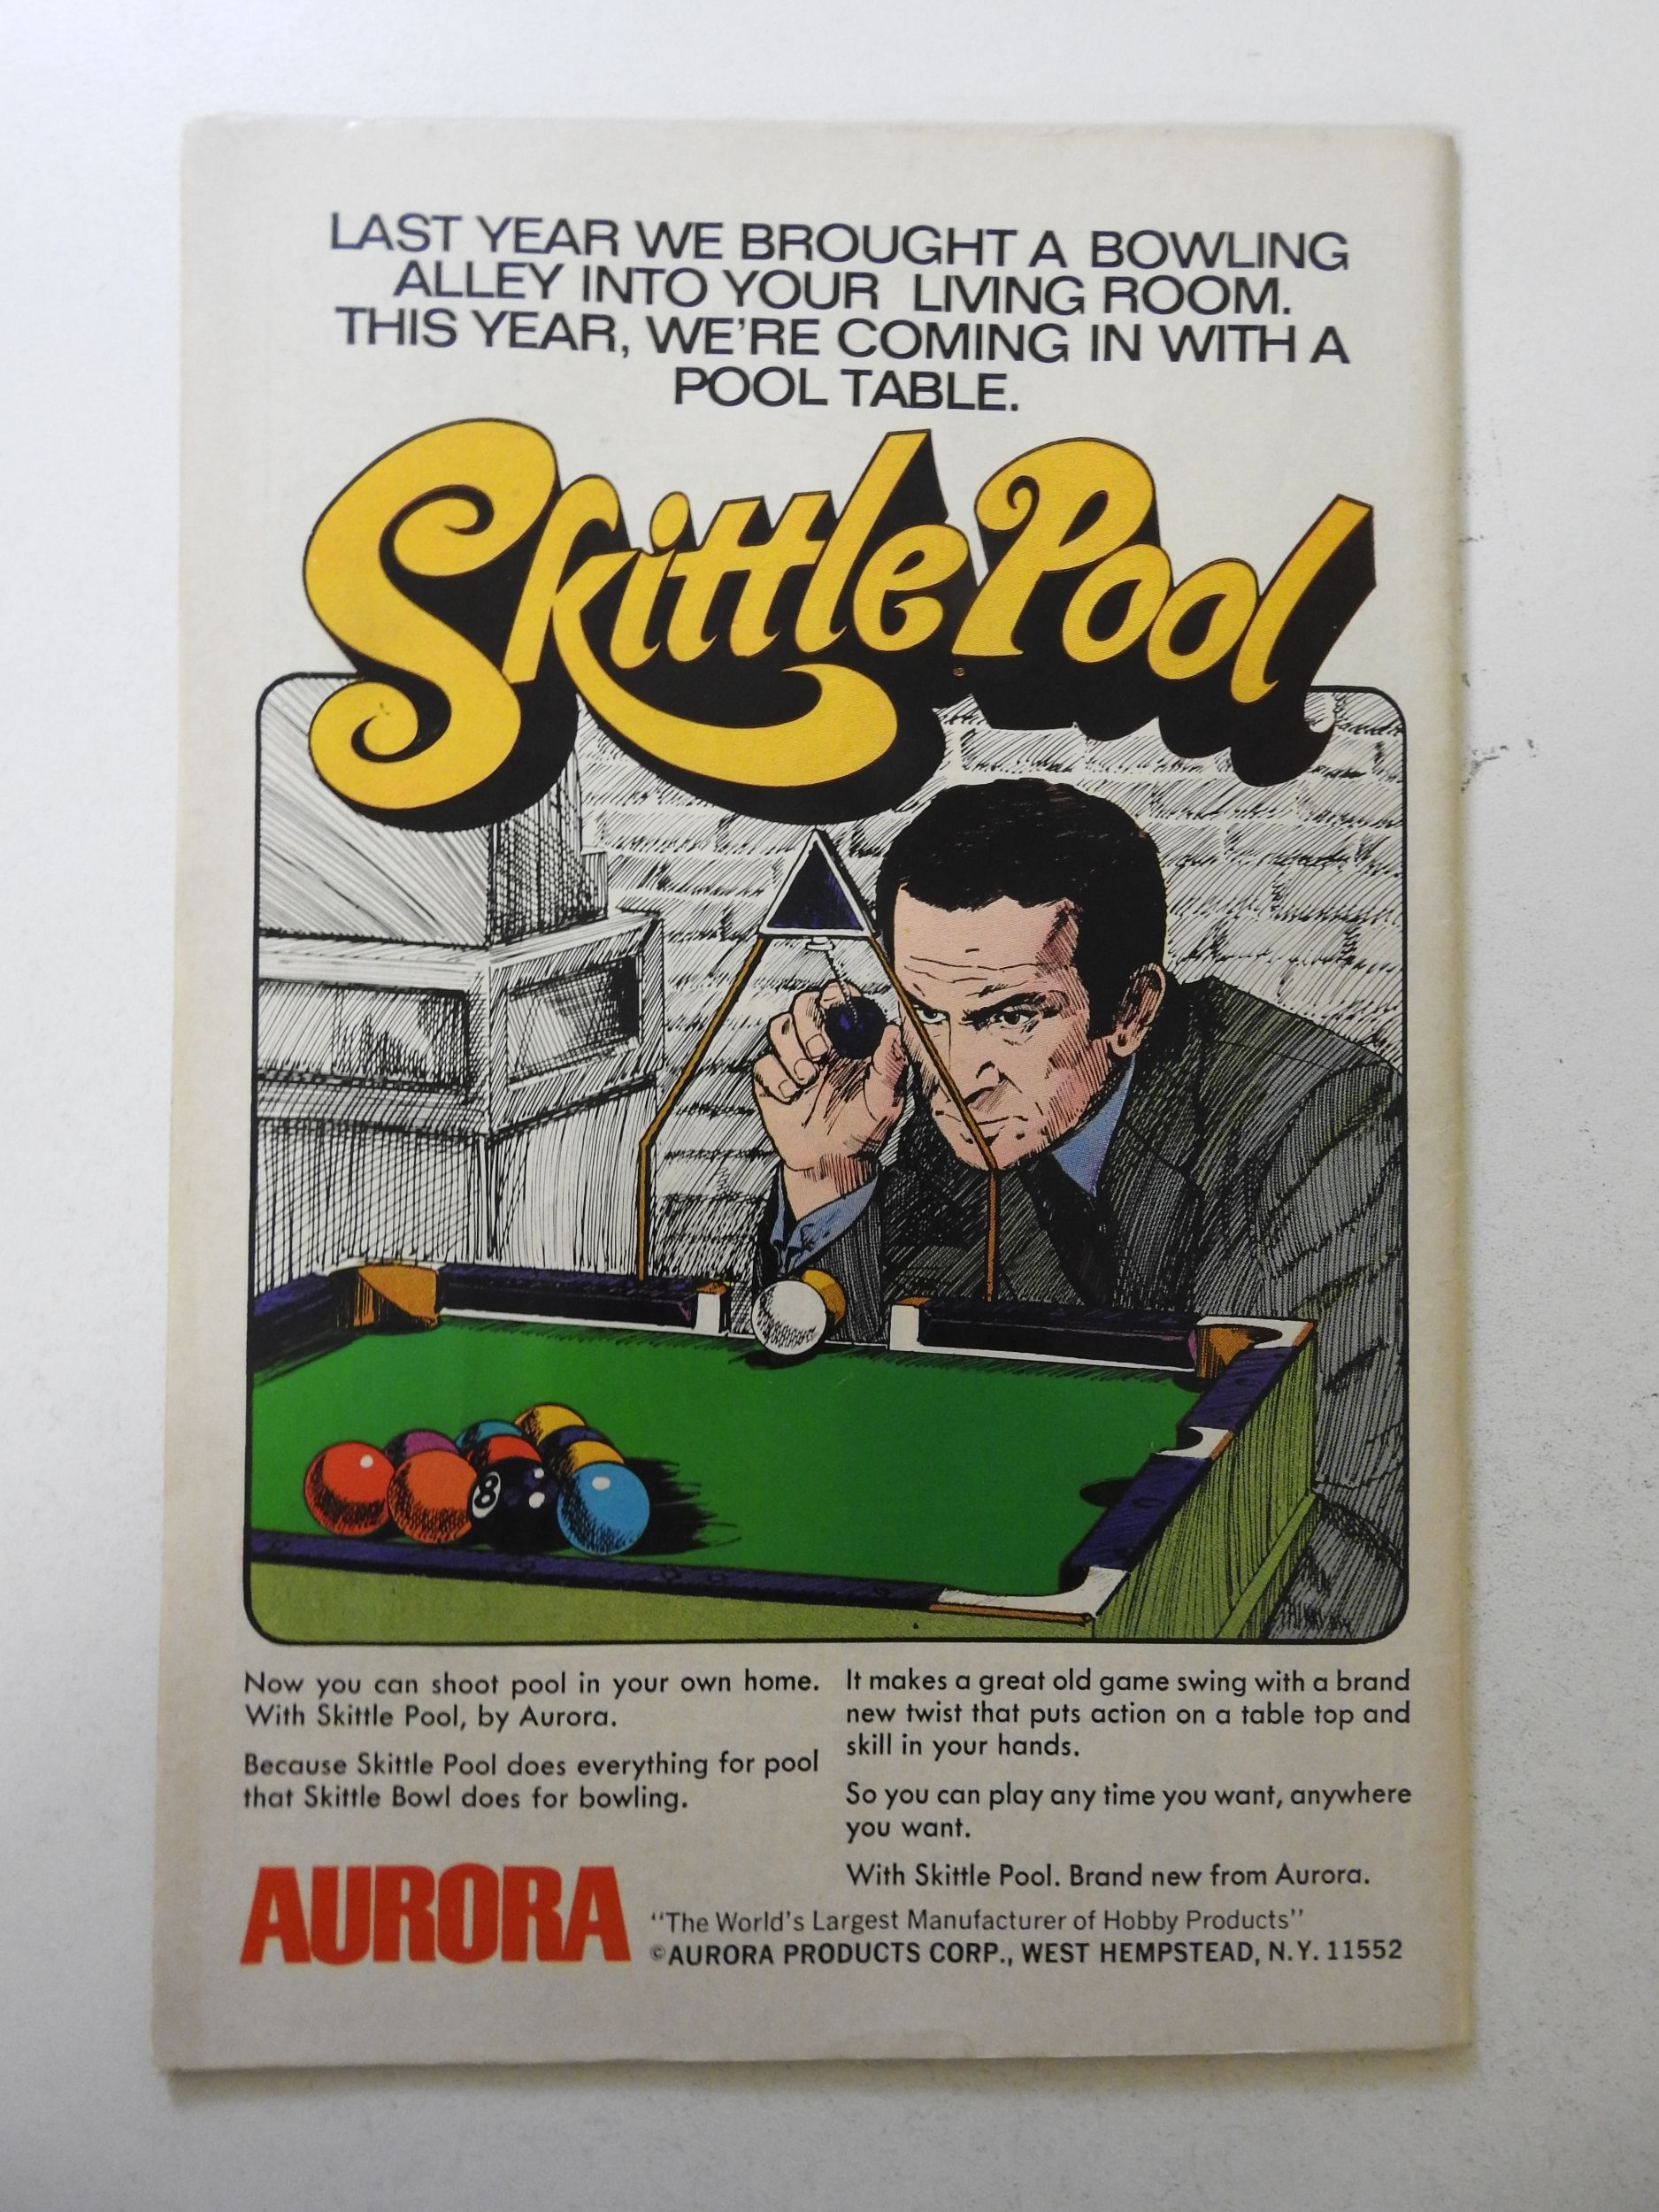 LAST YEAR WE BROUGHT A BOWLING
ALLEY INTO YOUR LIVING ROOM.
THIS YEAR, WE'RE COMING IN WITH A
POOL TABLE.
Skittle Pool
8
Now you can shoot pool in your own home.
With Skittle Pool, by Aurora.
Because Skittle Pool does everything for pool
that Skittle Bowl does for bowling.
It makes a great old game swing with a brand
new twist that puts action on a table top and
skill in your hands.
So you can play any time you want, anywhere
you want.
With Skittle Pool. Brand new from Aurora.
AURORA
"The World's Largest Manufacturer of Hobby Products"
©AURORA PRODUCTS CORP., WEST HEMPSTEAD, N.Y. 11552